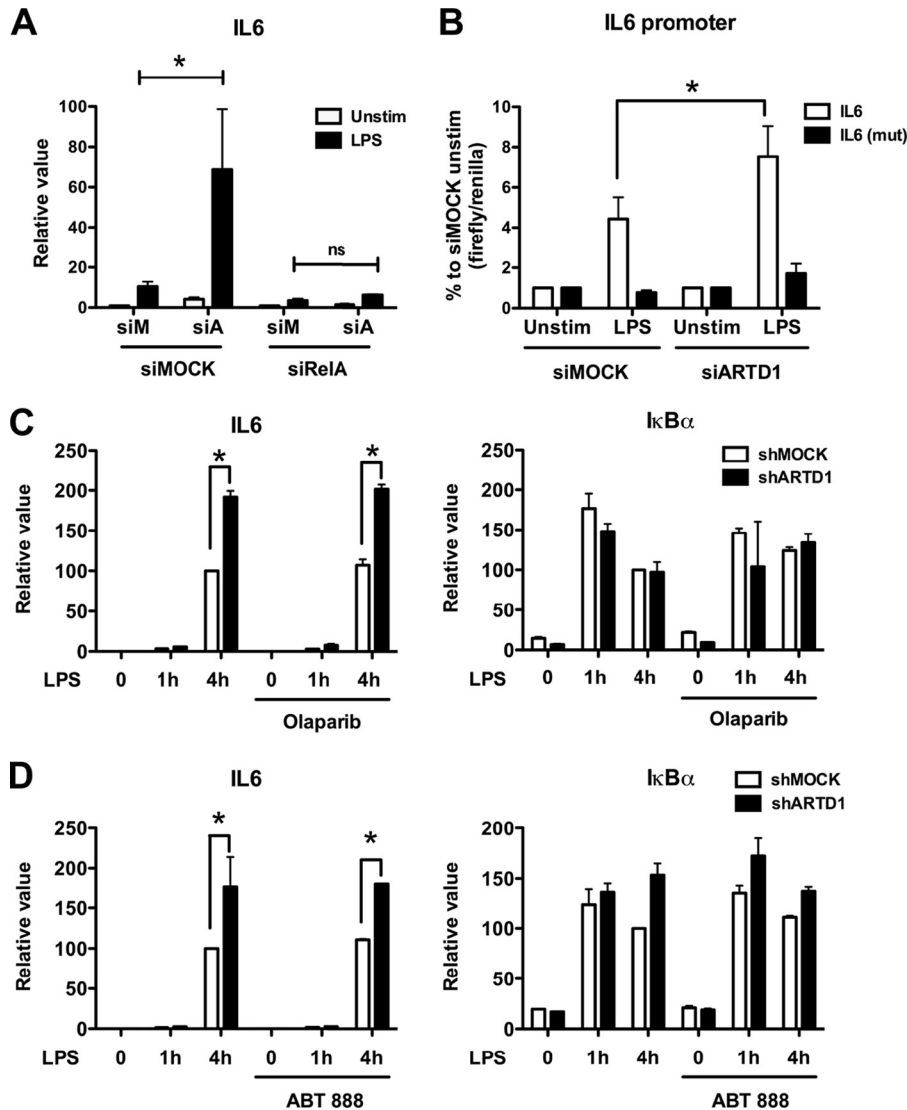 A
IL6
Relative value
100
80
60
40
20
0
Unstim
LPS
*
ns
siM siA siM siA
siMOCK siRelA
B
IL6 promoter
% to siMOCK unstim
(firefly/renilla)
10
8
6
4
2
0
IL6
IL6 (mut)
*
Unstim LPS Unstim LPS
siMOCK siARTD1
C
IL6
Relative value
250
200
150
100
50
0
* *
LPS 0 1h 4h 0 1h 4h
Olaparib
IκBα
shMOCK
shARTD1
Relative value
250
200
150
100
50
0
0 1h 4h 0 1h 4h
Olaparib
D
IL6
Relative value
250
200
150
100
50
0
* *
LPS 0 1h 4h 0 1h 4h
ABT 888
IκBα
shMOCK
shARTD1
Relative value
200
150
100
50
0
LPS 0 1h 4h 0 1h 4h
ABT 888